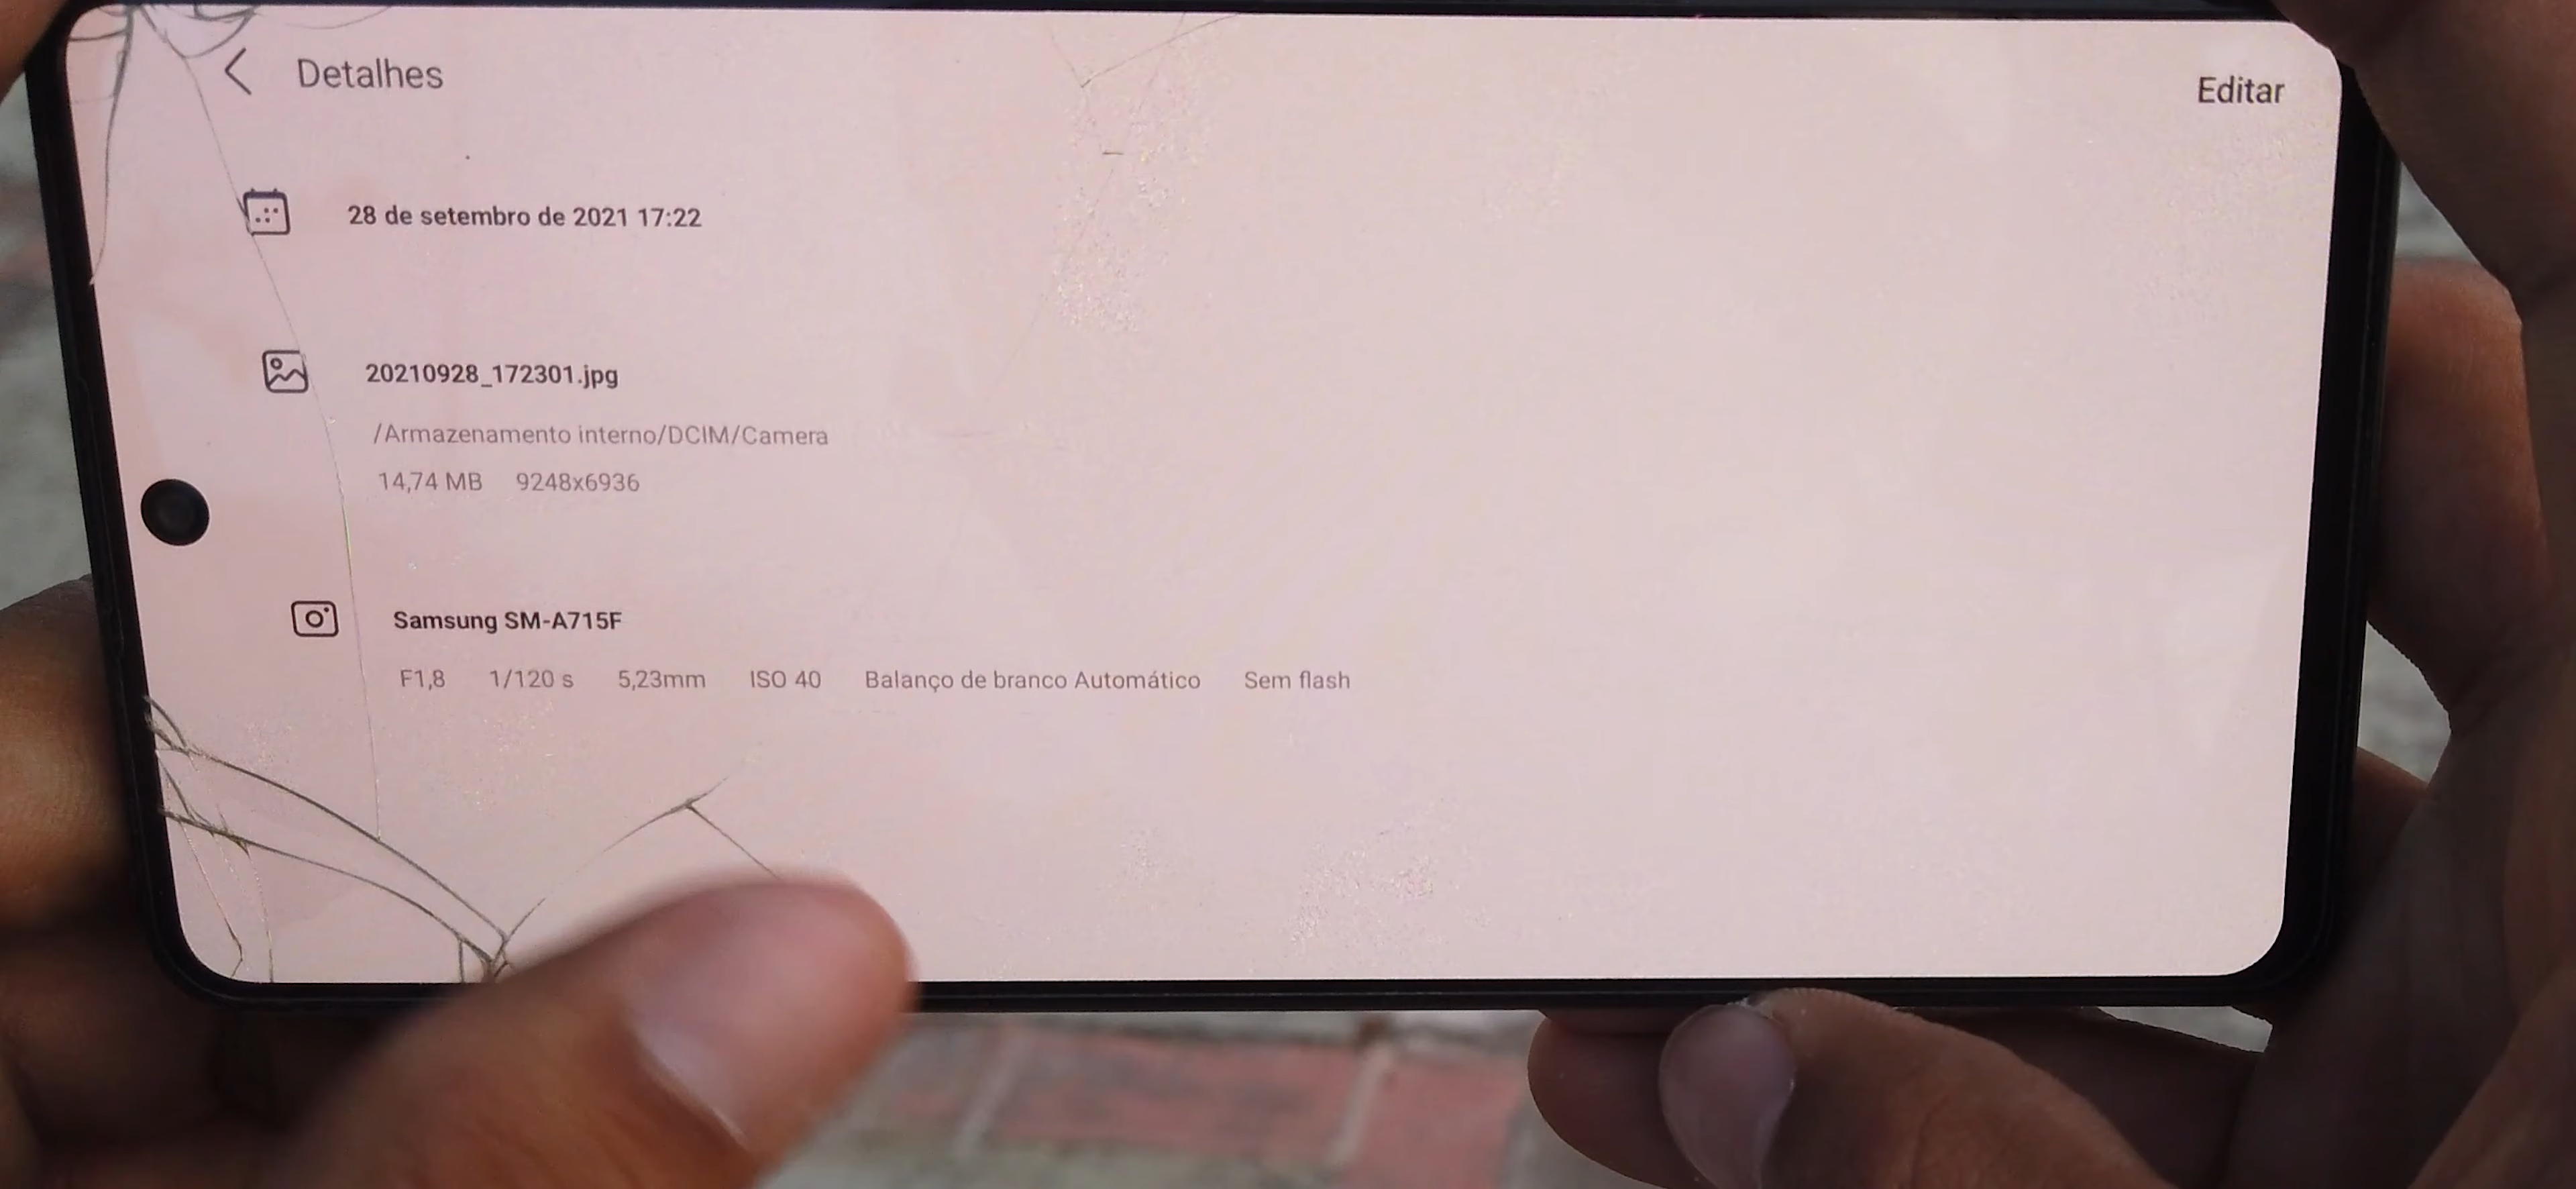 Detalhes
Editar
28 de setembro de 2021 17:22
20210928_172301.jpg
/Armazenamento interno/DCIM/Camera
14,74 MB 9248x6936
Samsung SM-A715F
F1,8 1/120 s 5,23mm ISO 40 Balanço de branco Automático Sem flash